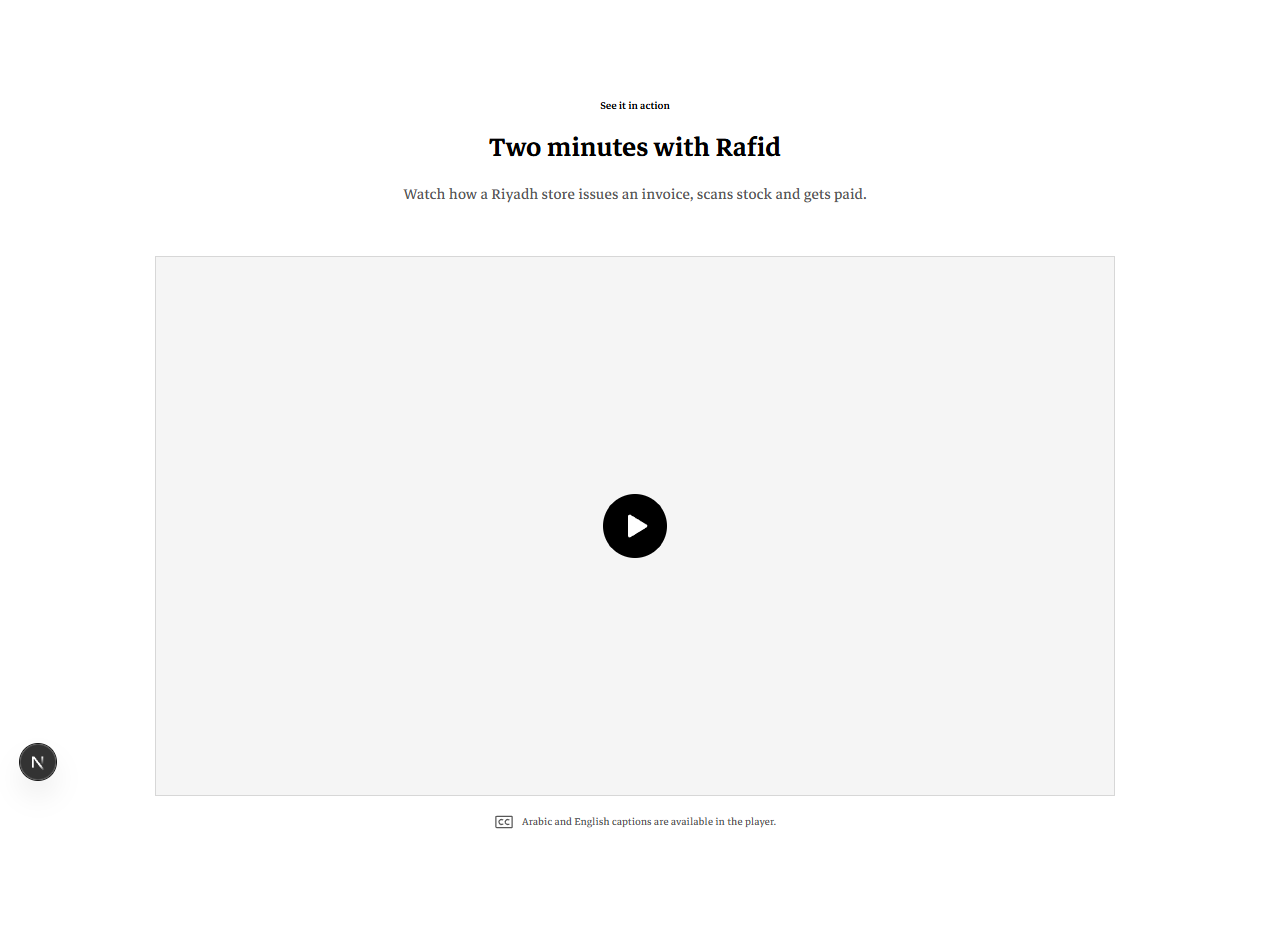 See it in action
Two minutes with Rafid
Watch how a Riyadh store issues an invoice, scans stock and gets paid.
N
CC Arabic and English captions are available in the player.